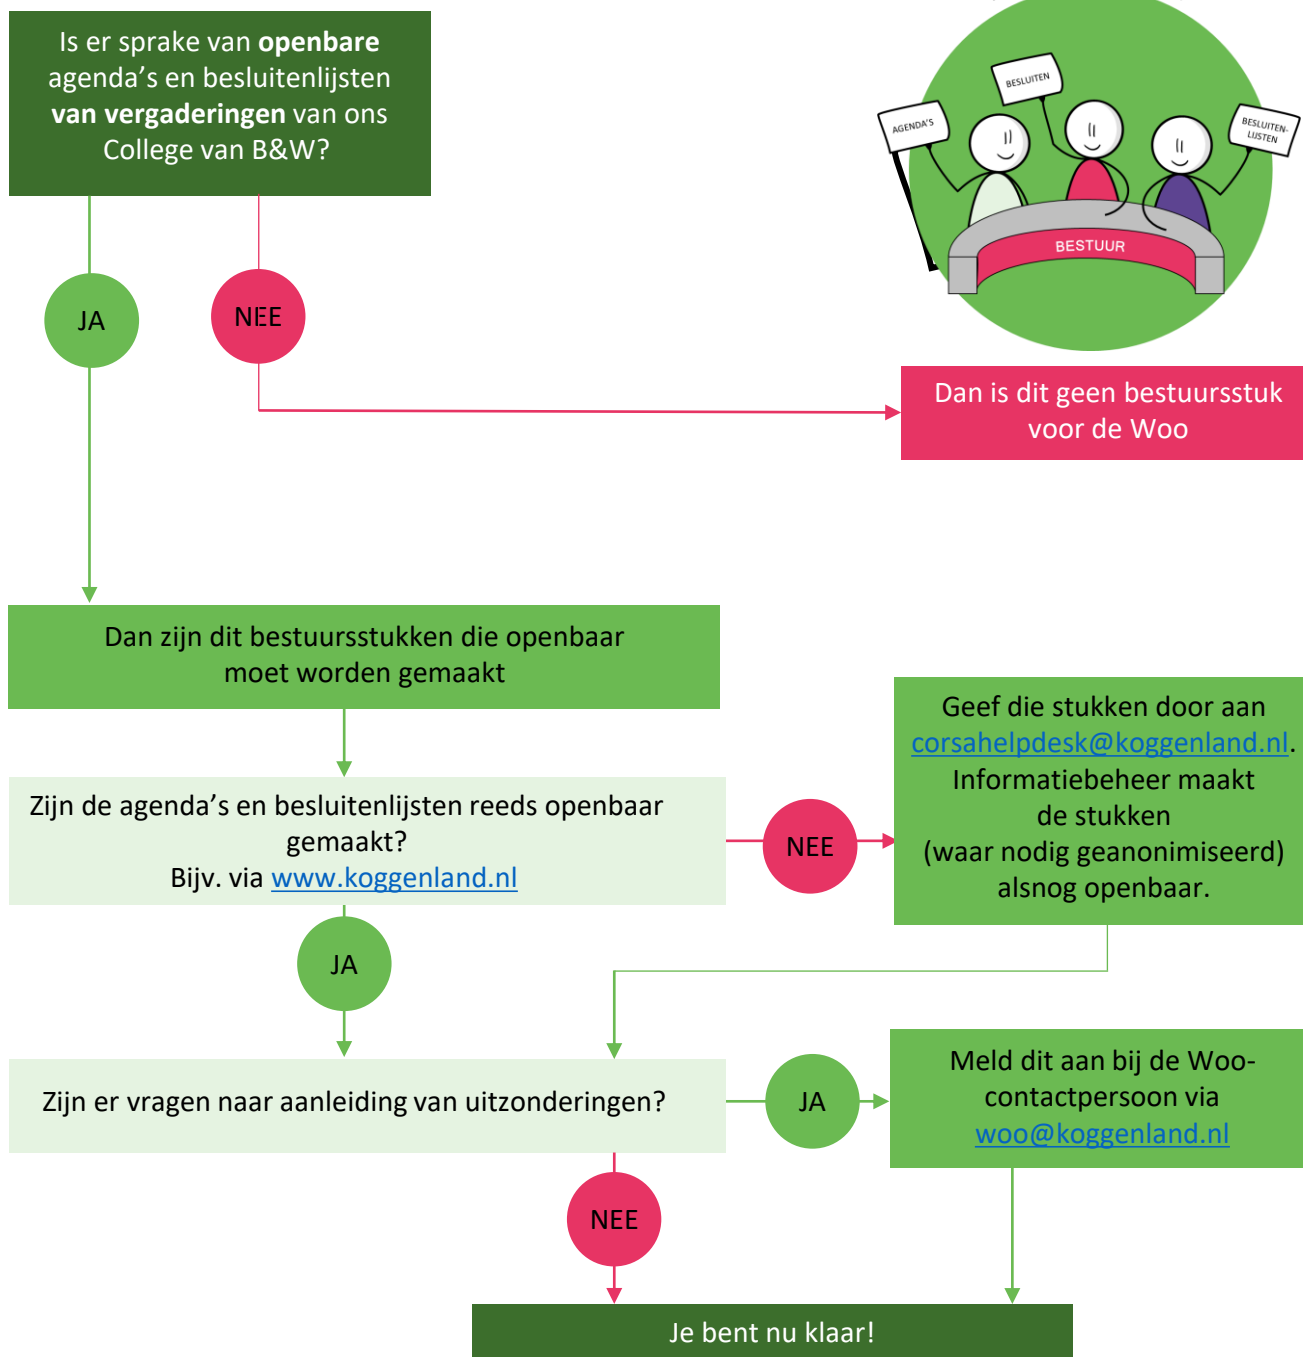 Is er sprake van openbare
agenda's en besluitenlijsten
van vergaderingen van ons
College van B&W?
AGENDA'S
BESLUITEN
BESLUITEN-
LIJSTEN
BESTUUR
JA
NEE
Dan is dit geen bestuursstuk
voor de Woo
Dan zijn dit bestuursstukken die openbaar
moet worden gemaakt
Zijn de agenda's en besluitenlijsten reeds openbaar
gemaakt?
Bijv. via www.koggenland.nl
NEE
Geef die stukken door aan
corsahelpdesk@koggenland.nl.
Informatiebeheer maakt
de stukken
(waar nodig geanonimiseerd)
alsnog openbaar.
JA
Zijn er vragen naar aanleiding van uitzonderingen?
JA
Meld dit aan bij de Woo-
contactpersoon via
woo@koggenland.nl
NEE
Je bent nu klaar!